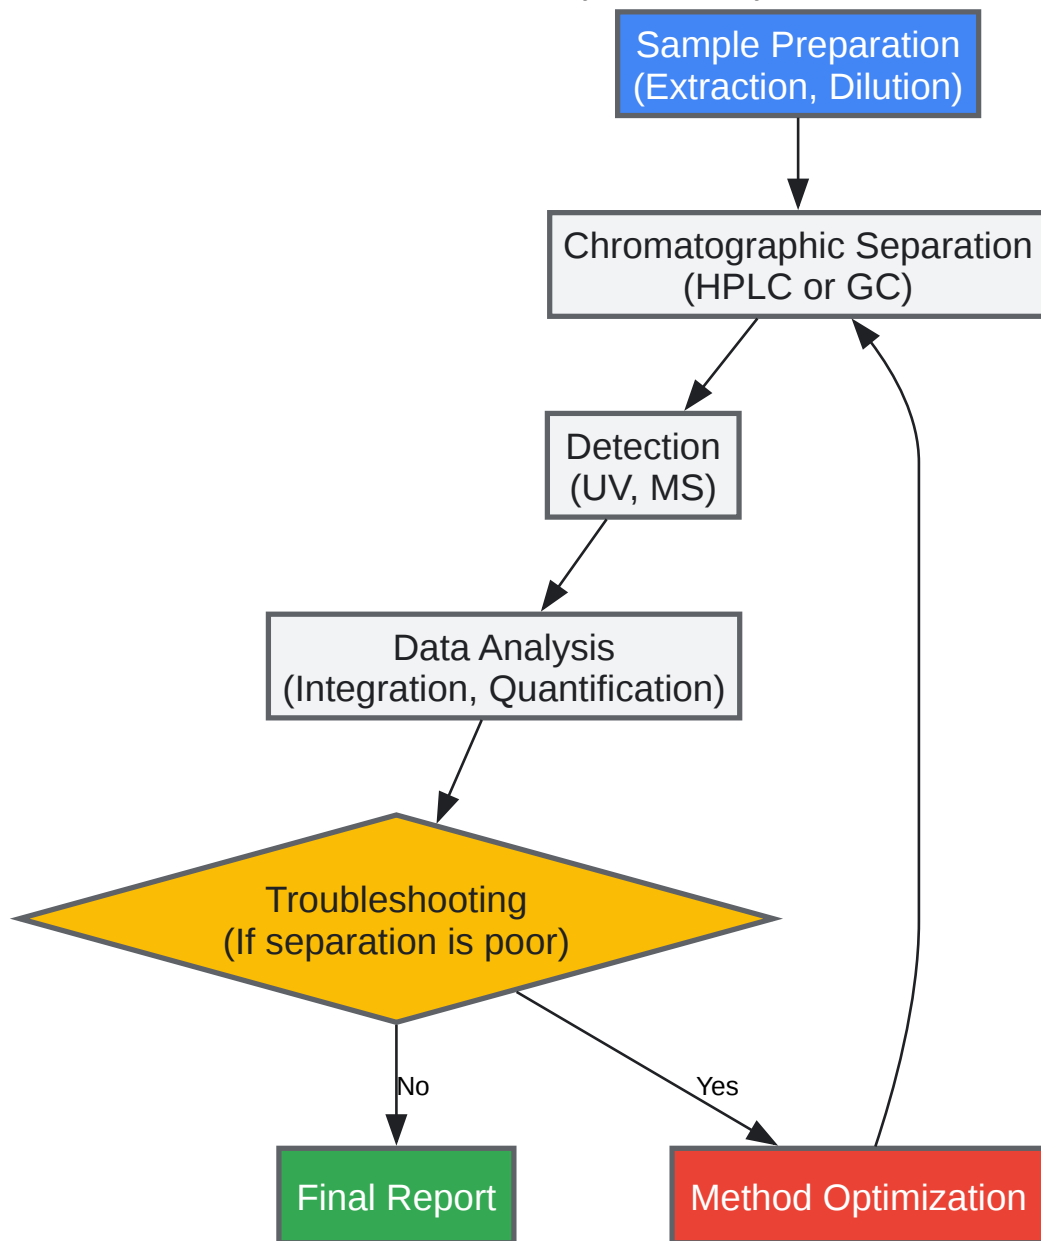 Sample Preparation
(Extraction, Dilution)
Chromatographic Separation
(HPLC or GC)
Detection
(UV, MS)
Data Analysis
(Integration, Quantification)
Troubleshooting
(If separation is poor)
No
Yes
Final Report
Method Optimization